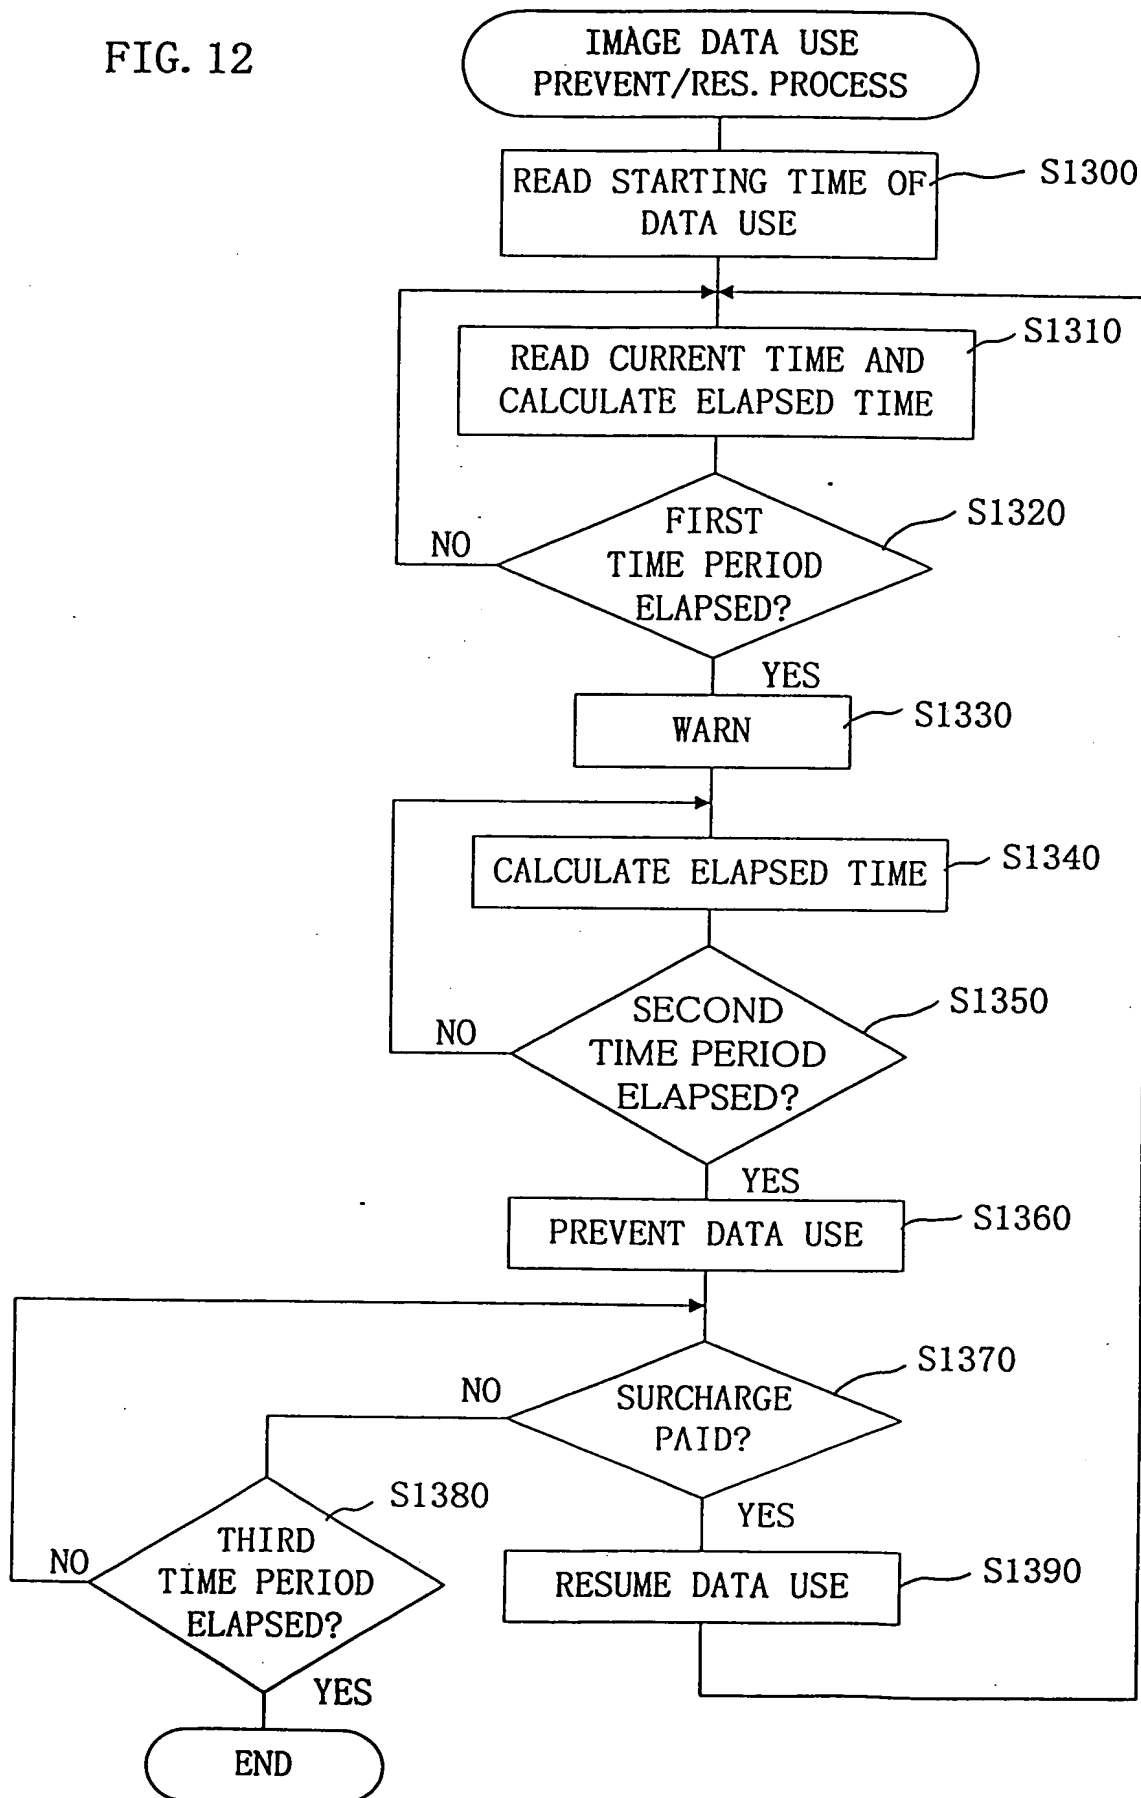 FIG. 12
IMAGE DATA USE
PREVENT/RES. PROCESS
READ STARTING TIME OF
DATA USE
S1300
READ CURRENT TIME AND
CALCULATE ELAPSED TIME
S1310
FIRST
TIME PERIOD
ELAPSED?
S1320
NO
YES
WARN
S1330
CALCULATE ELAPSED TIME
S1340
SECOND
TIME PERIOD
ELAPSED?
S1350
NO
YES
PREVENT DATA USE
S1360
SURCHARGE
PAID?
S1370
NO
YES
THIRD
TIME PERIOD
ELAPSED?
S1380
NO
YES
RESUME DATA USE
S1390
END